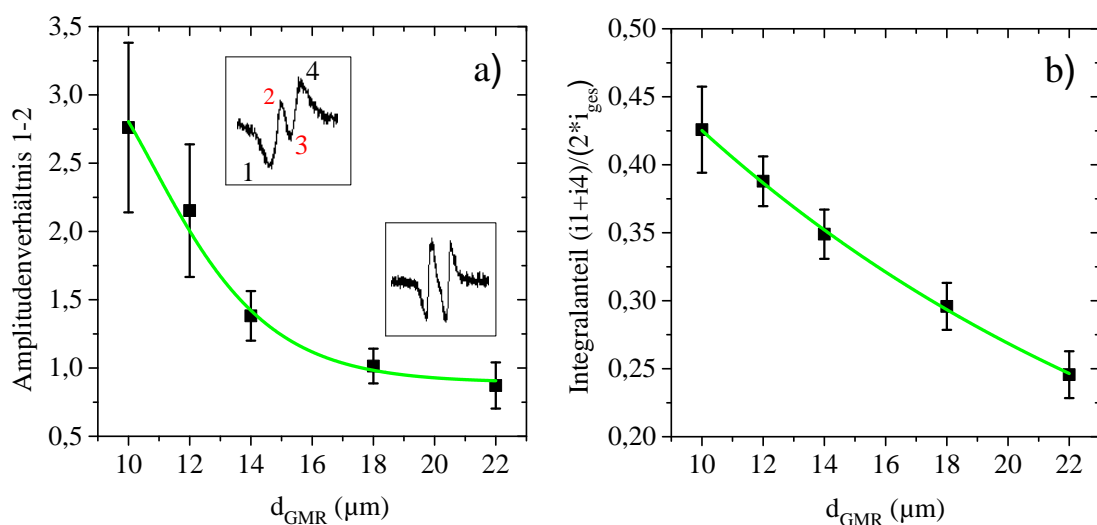 a)
Amplitudenverhältnis 1-2
3,5
3,0
2,5
2,0
1,5
1,0
0,5
1
2
3
4
10 12 14 16 18 20 22
d_GMR (µm)
b)
Integralanteil (i1+i4)/(2*i_ges)
0,50
0,45
0,40
0,35
0,30
0,25
0,20
10 12 14 16 18 20 22
d_GMR (µm)